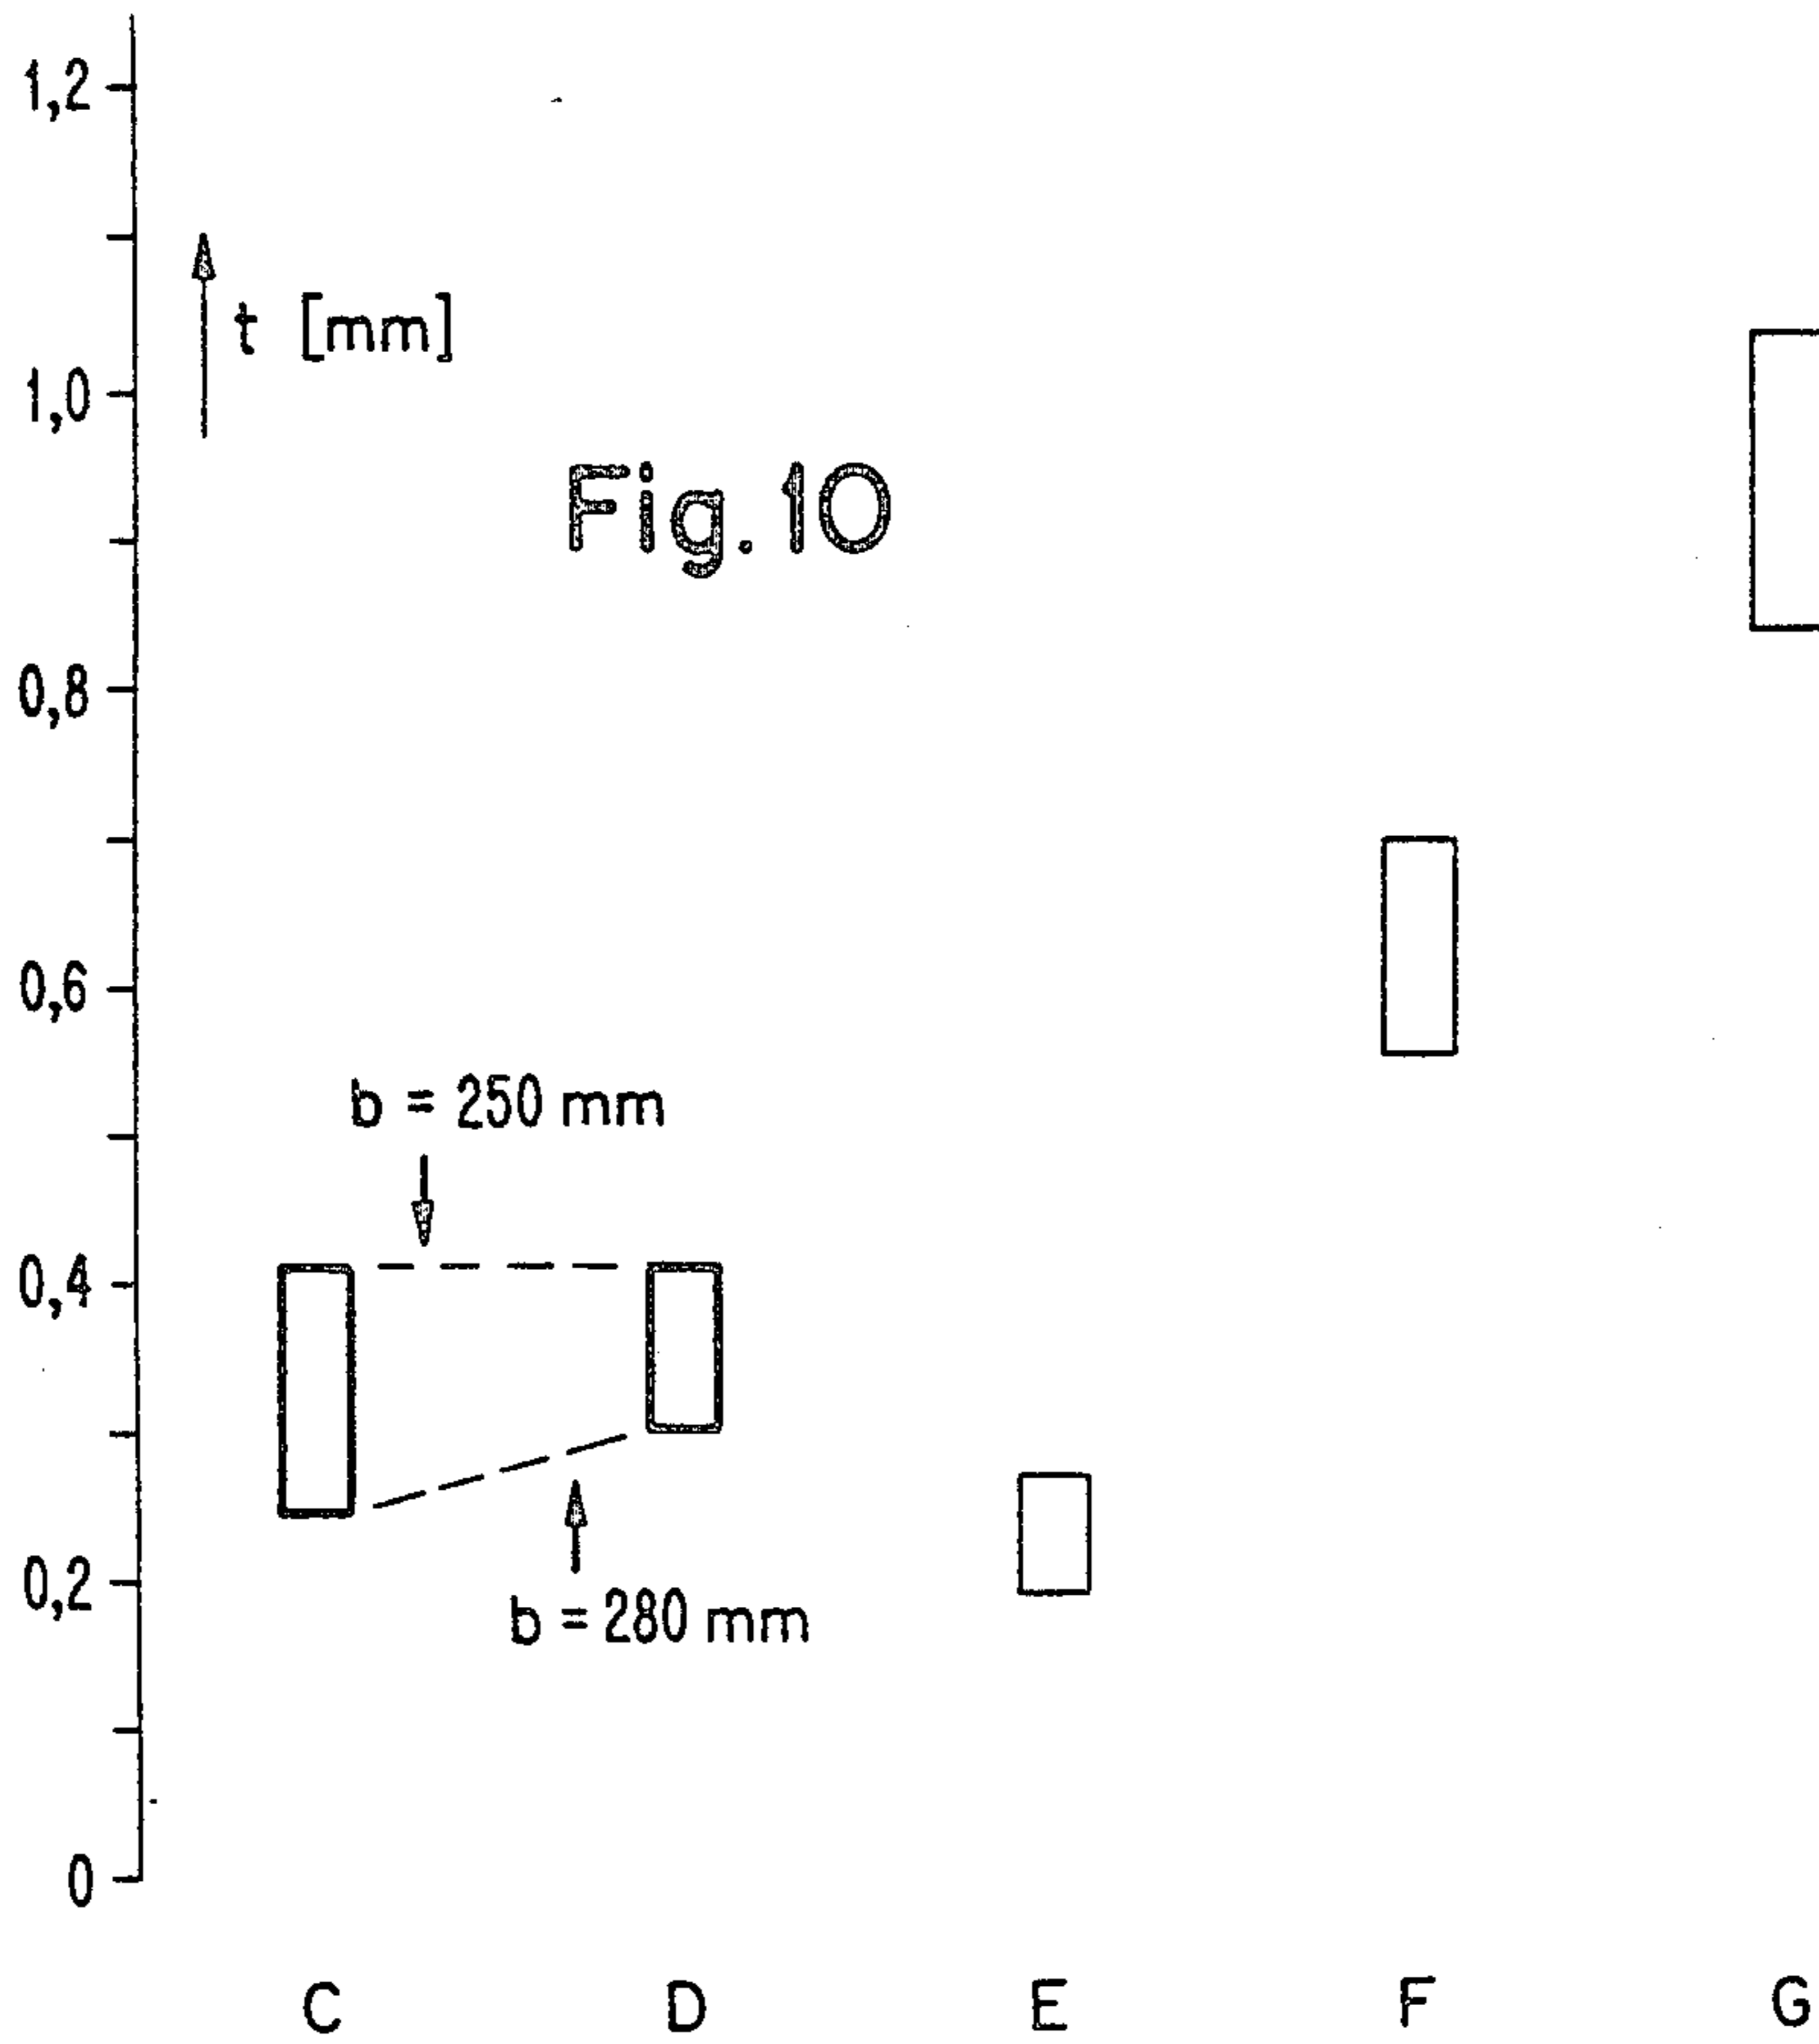 1,2
t [mm]
1,0
Fig. 10
0,8
0,6
b = 250 mm
0,4
0,2
b = 280 mm
0
C D E F G